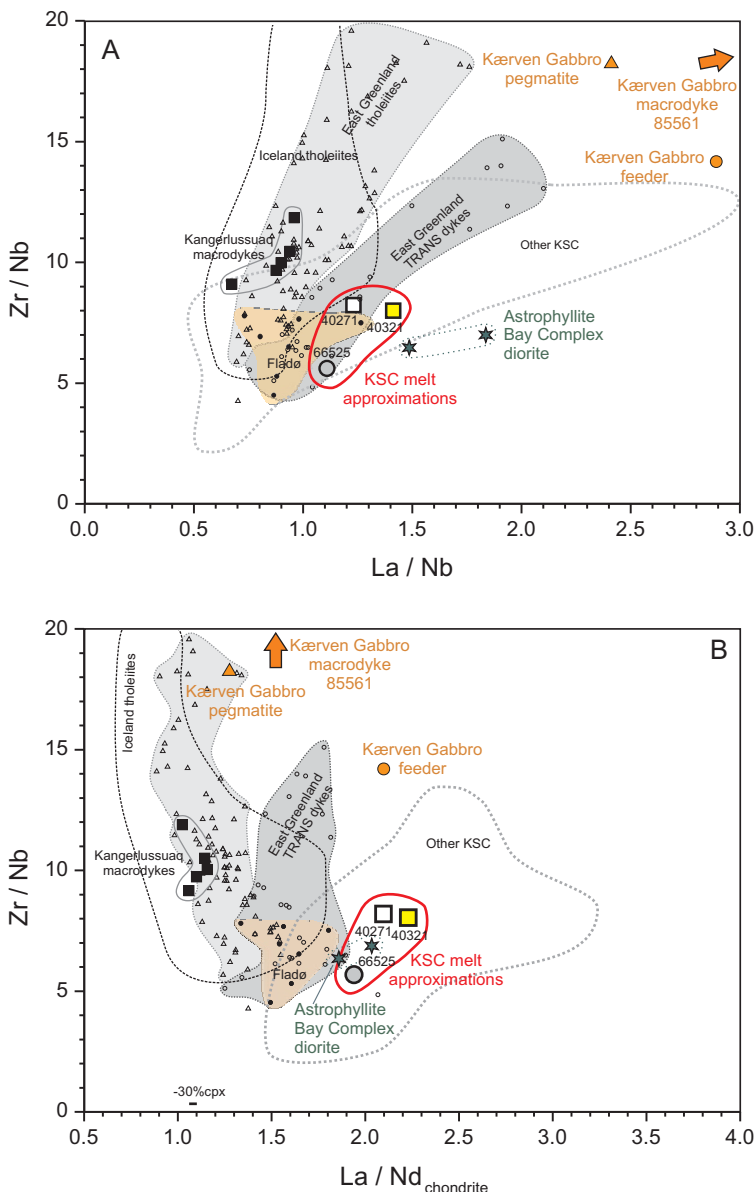 A
20
15
10
5
0
Zr / Nb
0.0 0.5 1.0 1.5 2.0 2.5 3.0
La / Nb
Kærven Gabbro
pegmatite
Kærven Gabbro
macrodyke
85561
Kærven Gabbro
feeder
East Greenland
tholeiites
Iceland tholeiites
Kangerlussuaq
macrodykes
East Greenland
TRANS dykes
Other KSC
40271
40321
66525
Fladø
Astrophyllite
Bay Complex
diorite
KSC melt
approximations
B
20
15
10
5
0
Zr / Nb
0.5 1.0 1.5 2.0 2.5 3.0 3.5 4.0
La / Nd chondrite
Iceland tholeiites
Kærven Gabbro
macrodyke
85561
Kærven Gabbro
pegmatite
Kærven Gabbro
feeder
East Greenland
TRANS dykes
Kangerlussuaq
macrodykes
Other KSC
40271
40321
66525
Fladø
KSC melt
approximations
Astrophyllite
Bay Complex
diorite
-30%cpx